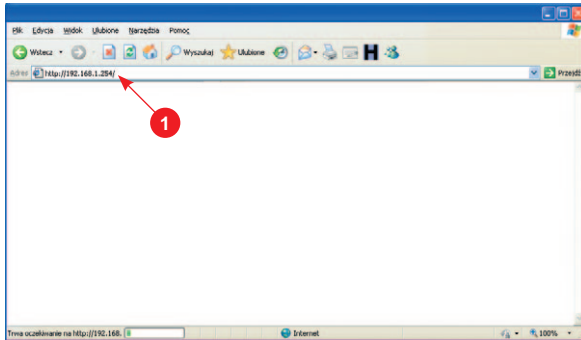 Plik Edycja Widok Ulubione Narzędzia Pomoc
Wstecz Wyszukaj Ulubione
Adres http://192.168.1.254/ Przejdź
1
Trwa oczekiwanie na http://192.168. Internet 100%